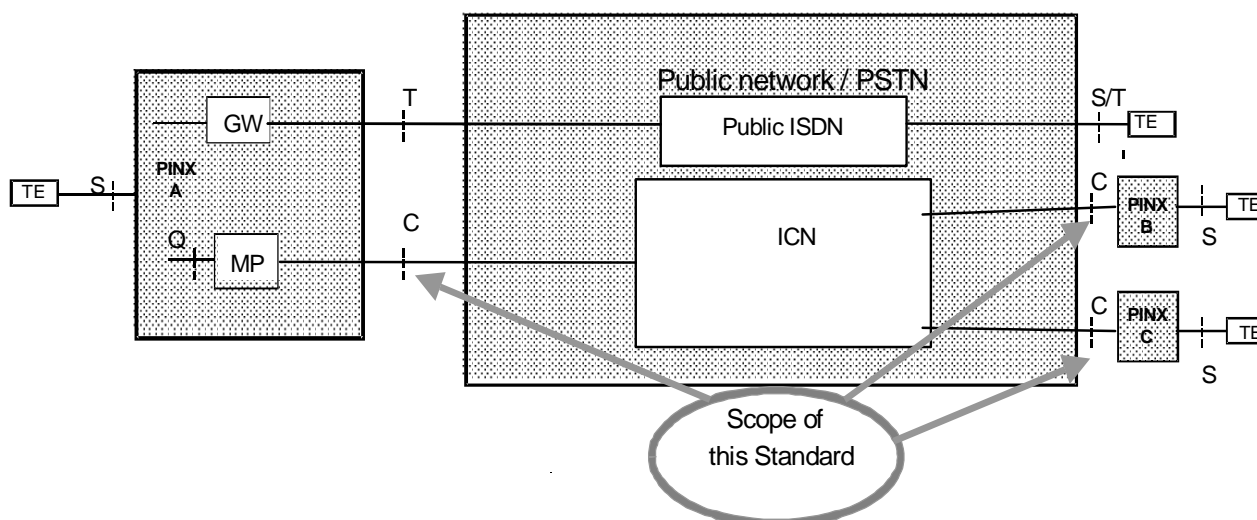 Public network / PSTN
T
S/T
GW
Public ISDN
TE
PINX
A
TE
S
C
PINX
B
TE
S
Q
MP
C
ICN
C
PINX
C
TE
S
Scope of
this Standard